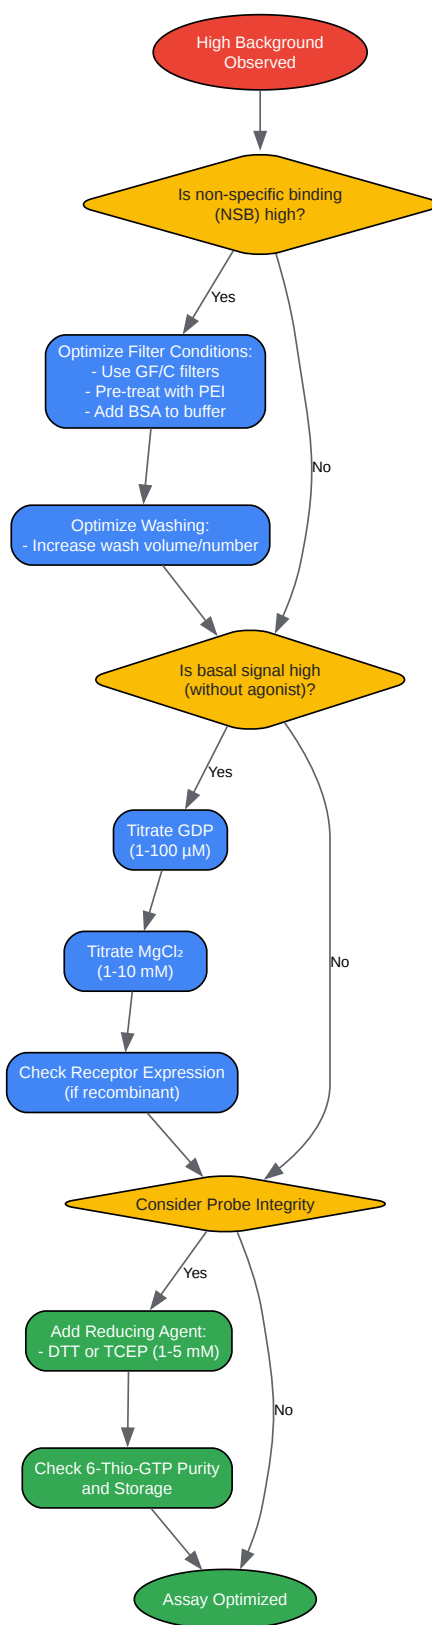 High Background
Observed
Is non-specific binding
(NSB) high?
Yes
Optimize Filter Conditions:
- Use GF/C filters
- Pre-treat with PEI
- Add BSA to buffer
No
Optimize Washing:
- Increase wash volume/number
Is basal signal high
(without agonist)?
Yes
Titrate GDP
(1-100 µM)
Titrate MgCl₂
(1-10 mM)
No
Check Receptor Expression
(if recombinant)
Consider Probe Integrity
Yes
Add Reducing Agent:
- DTT or TCEP (1-5 mM)
No
Check 6-Thio-GTP Purity
and Storage
Assay Optimized